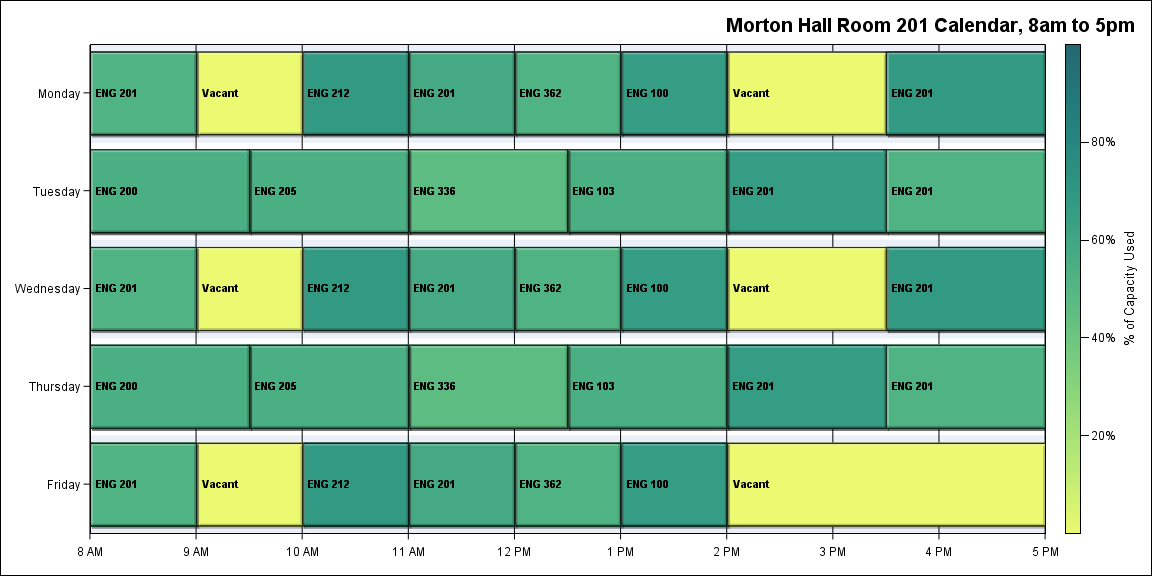 Morton Hall Room 201 Calendar, 8am to 5pm
Monday
ENG 201
Vacant
ENG 212
ENG 201
ENG 362
ENG 100
Vacant
ENG 201
Tuesday
ENG 200
ENG 205
ENG 336
ENG 103
ENG 201
ENG 201
Wednesday
ENG 201
Vacant
ENG 212
ENG 201
ENG 362
ENG 100
Vacant
ENG 201
Thursday
ENG 200
ENG 205
ENG 336
ENG 103
ENG 201
ENG 201
Friday
ENG 201
Vacant
ENG 212
ENG 201
ENG 362
ENG 100
Vacant
8 AM
9 AM
10 AM
11 AM
12 PM
1 PM
2 PM
3 PM
4 PM
5 PM
80%
60%
40%
20%
% of Capacity Used